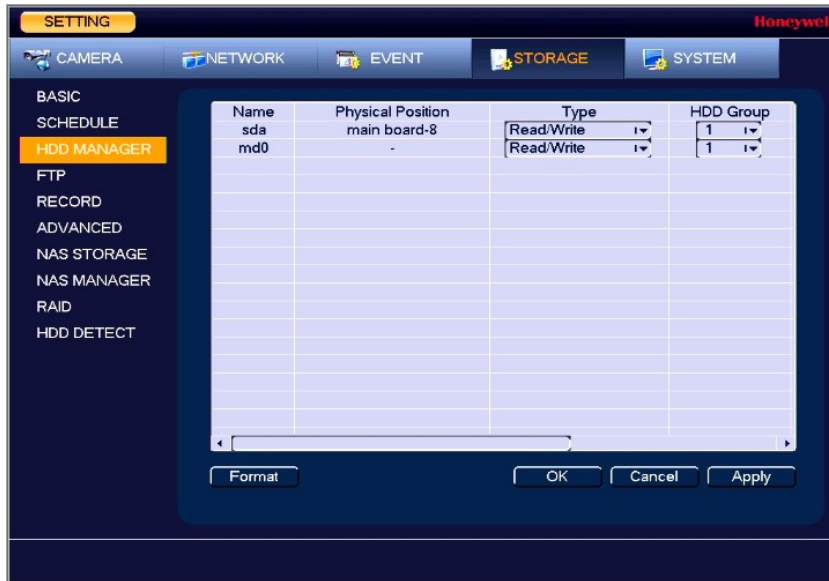 SETTING
Honeywel
CAMERA NETWORK EVENT STORAGE SYSTEM
BASIC
SCHEDULE
HDD MANAGER
FTP
RECORD
ADVANCED
NAS STORAGE
NAS MANAGER
RAID
HDD DETECT
Name Physical Position Type HDD Group
sda main board-8 Read/Write 1
md0 - Read/Write 1
Format OK Cancel Apply